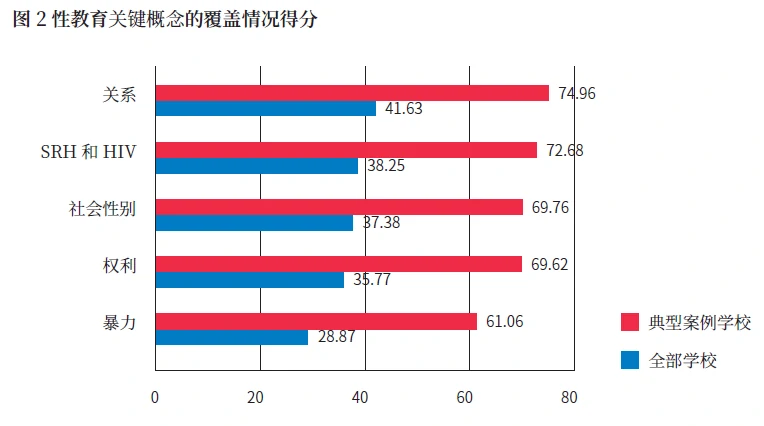 图 2 性教育关键概念的覆盖情况得分
关系
74.96
41.63
SRH 和 HIV
72.68
38.25
社会性别
69.76
37.38
权利
69.62
35.77
暴力
61.06
28.87
典型案例学校
全部学校
0 20 40 60 80